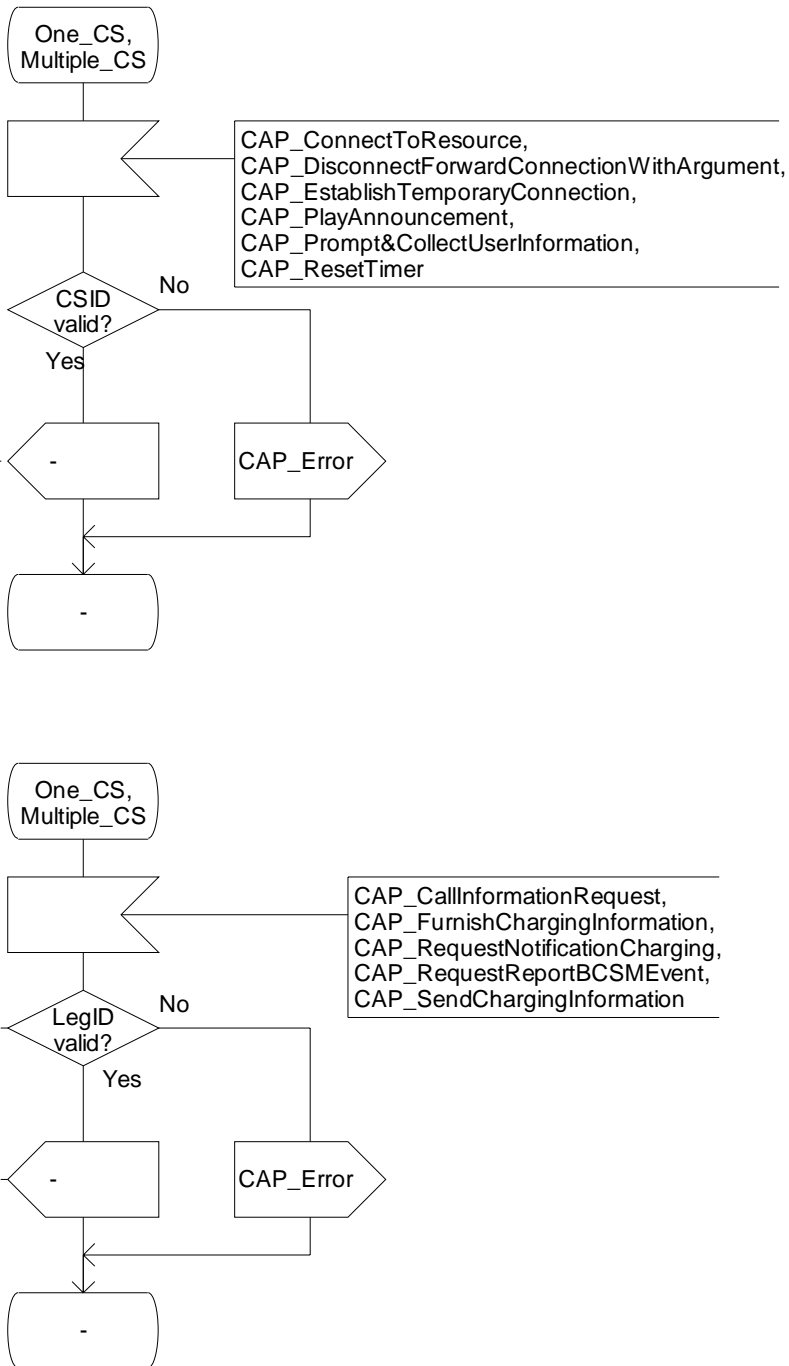 One_CS,
Multiple_CS
CAP_ConnectToResource,
CAP_DisconnectForwardConnectionWithArgument,
CAP_EstablishTemporaryConnection,
CAP_PlayAnnouncement,
CAP_Prompt&CollectUserInformation,
CAP_ResetTimer
CSID
valid?
No
Yes
-
CAP_Error
-
One_CS,
Multiple_CS
CAP_CallInformationRequest,
CAP_FurnishChargingInformation,
CAP_RequestNotificationCharging,
CAP_RequestReportBCSMEvent,
CAP_SendChargingInformation
LegID
valid?
No
Yes
-
CAP_Error
-